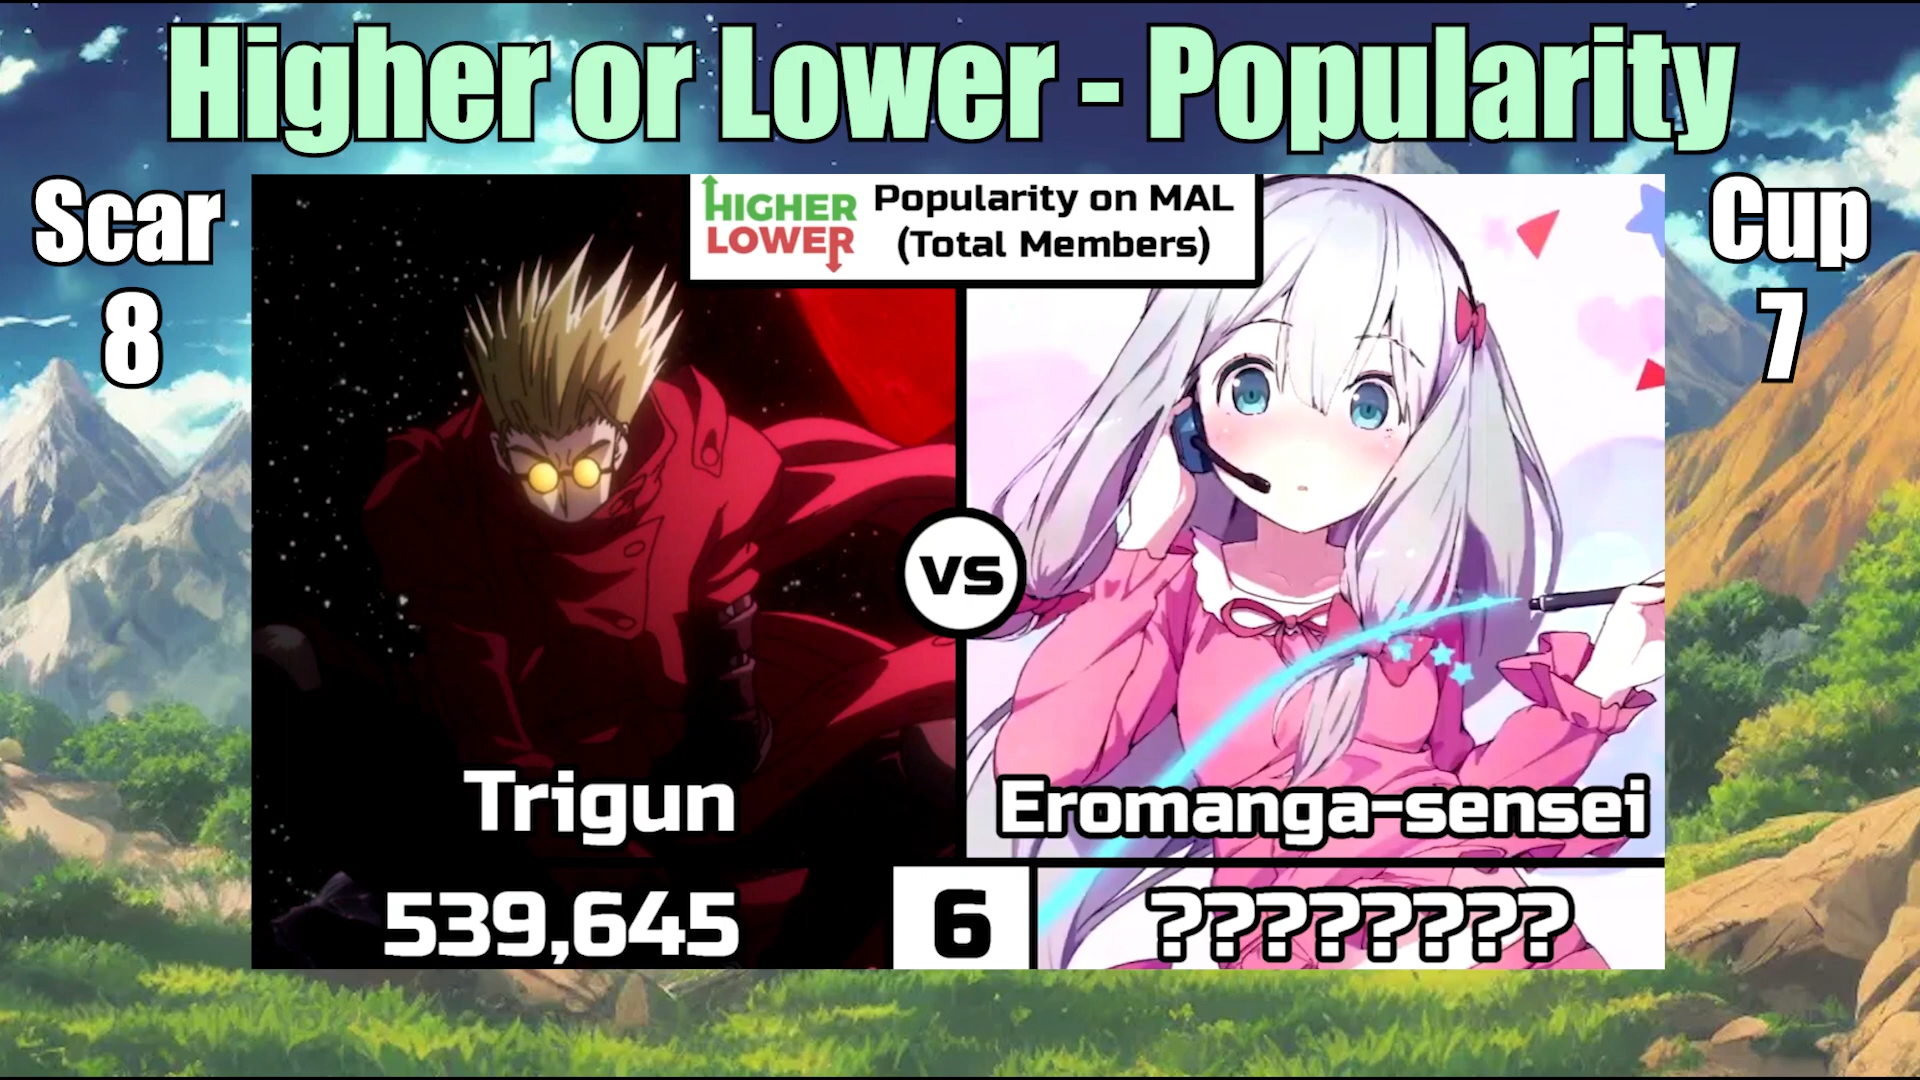 Higher or Lower - Popularity
Scar
8
HIGHER
LOWER
Popularity on MAL
(Total Members)
Cup
7
vs
Trigun
Eromanga-sensei
539,645
6
????????